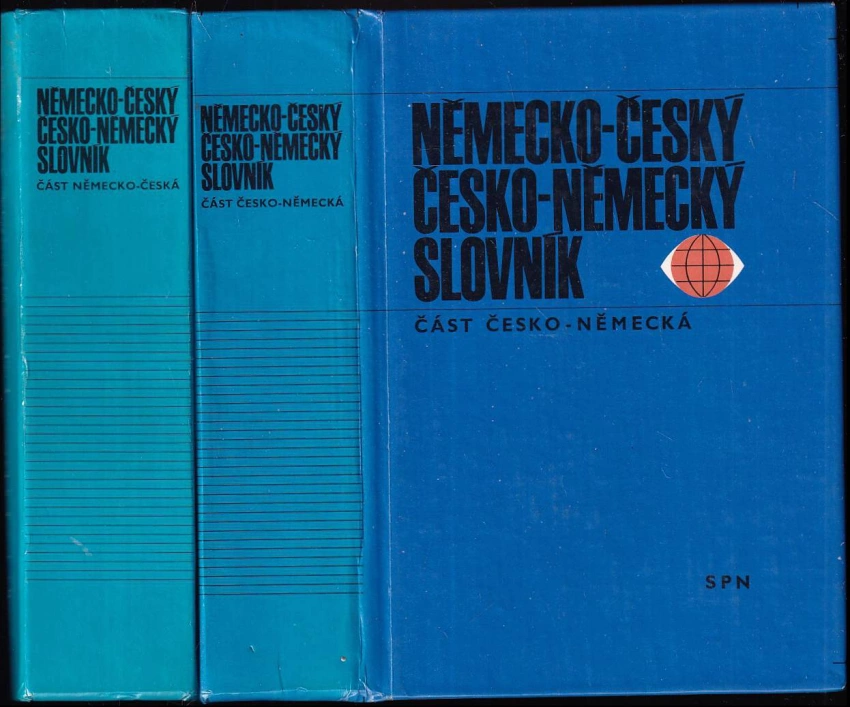 NĚMECKO-ČESKÝ
ČESKO-NĚMECKÝ
SLOVNÍK
ČÁST NĚMECKO-ČESKÁ
NĚMECKO-ČESKÝ
ČESKO-NĚMECKÝ
SLOVNÍK
ČÁST ČESKO-NĚMECKÁ
NĚMECKO-ČESKÝ
ČESKO-NĚMECKÝ
SLOVNÍK
ČÁST ČESKO-NĚMECKÁ
SPN